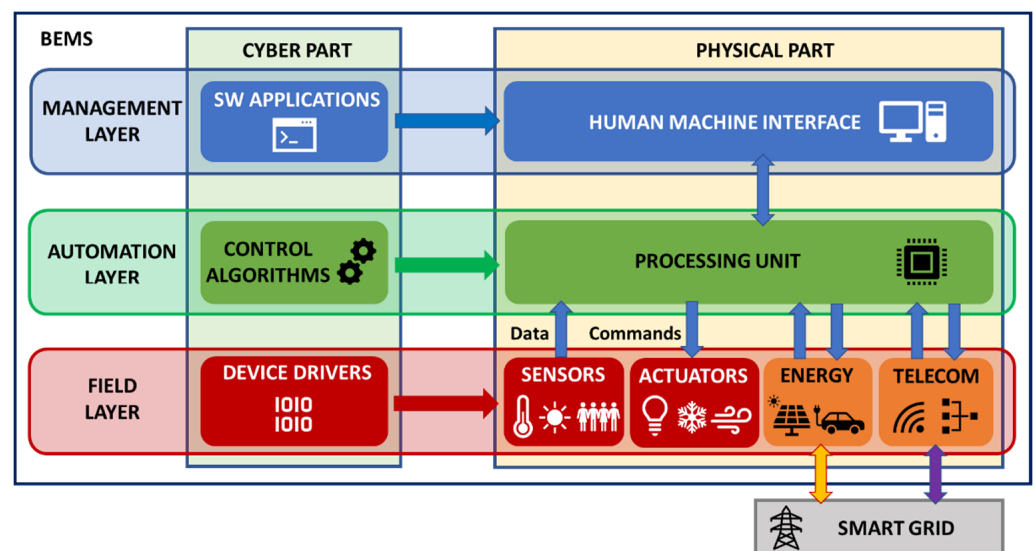 BEMS
CYBER PART
PHYSICAL PART
MANAGEMENT
LAYER
SW APPLICATIONS
>_
HUMAN MACHINE INTERFACE
AUTOMATION
LAYER
CONTROL
ALGORITHMS
PROCESSING UNIT
Data
Commands
FIELD
LAYER
DEVICE DRIVERS
1010
1010
SENSORS
ACTUATORS
ENERGY
TELECOM
SMART GRID